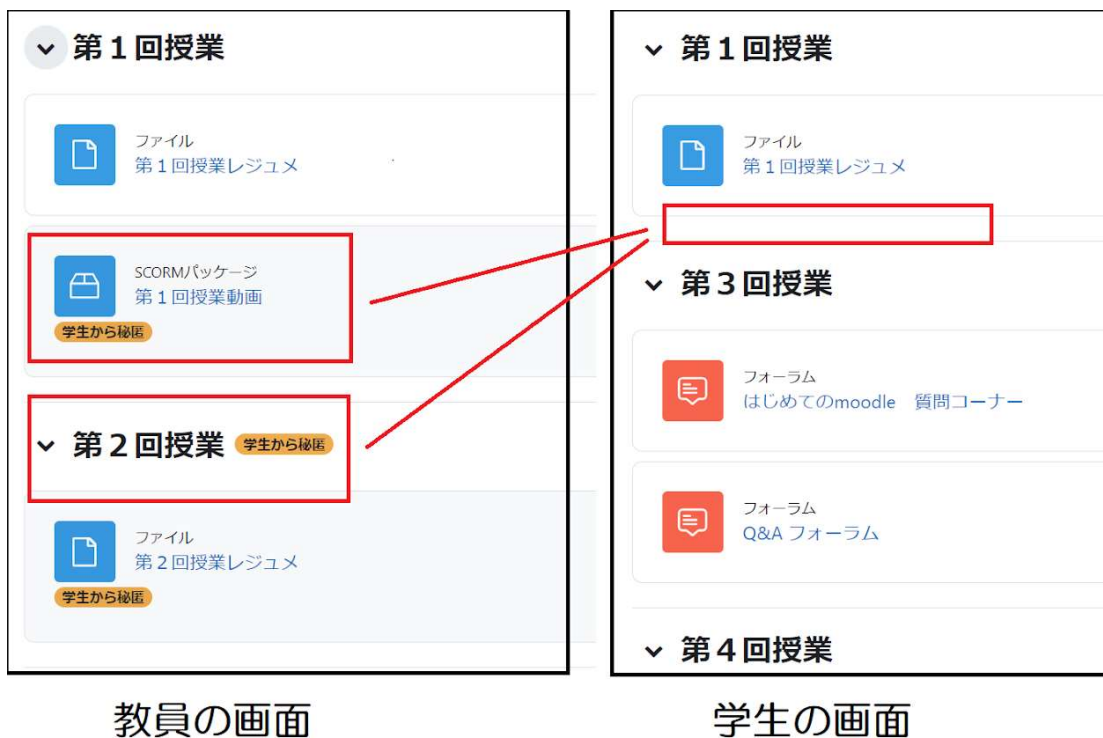 第１回授業
ファイル
第１回授業レジュメ
SCORMパッケージ
第１回授業動画
学生から秘匿
第２回授業 学生から秘匿
ファイル
第２回授業レジュメ
学生から秘匿
教員の画面
第１回授業
ファイル
第１回授業レジュメ
第３回授業
フォーラム
はじめてのmoodle　質問コーナー
フォーラム
Q&A フォーラム
第４回授業
学生の画面